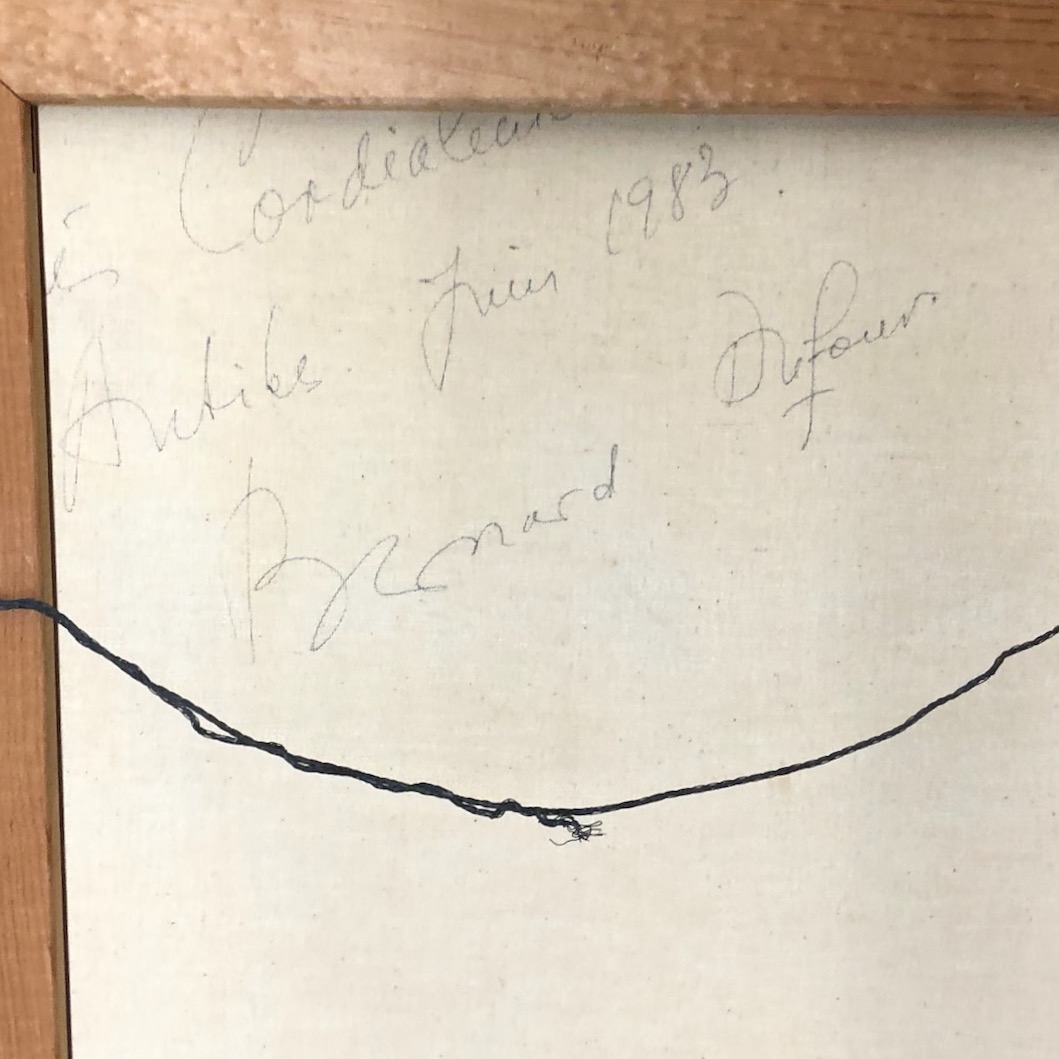 Cordialement
Antibes Juin 1983.
Bernard Dufour.